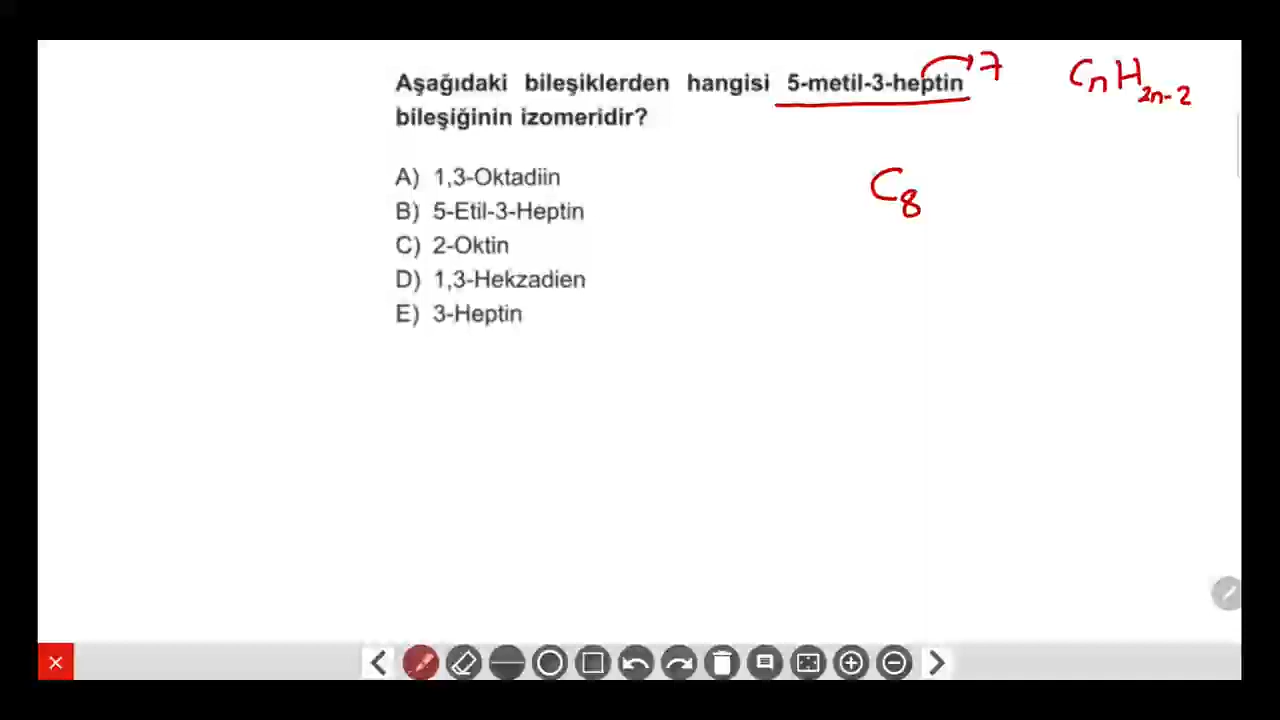 Aşağıdaki bileşiklerden hangisi 5-metil-3-heptin 7
bileşiğinin izomeridir?
CnH2n-2
C8
A) 1,3-Oktadiin
B) 5-Etil-3-Heptin
C) 2-Oktin
D) 1,3-Hekzadien
E) 3-Heptin